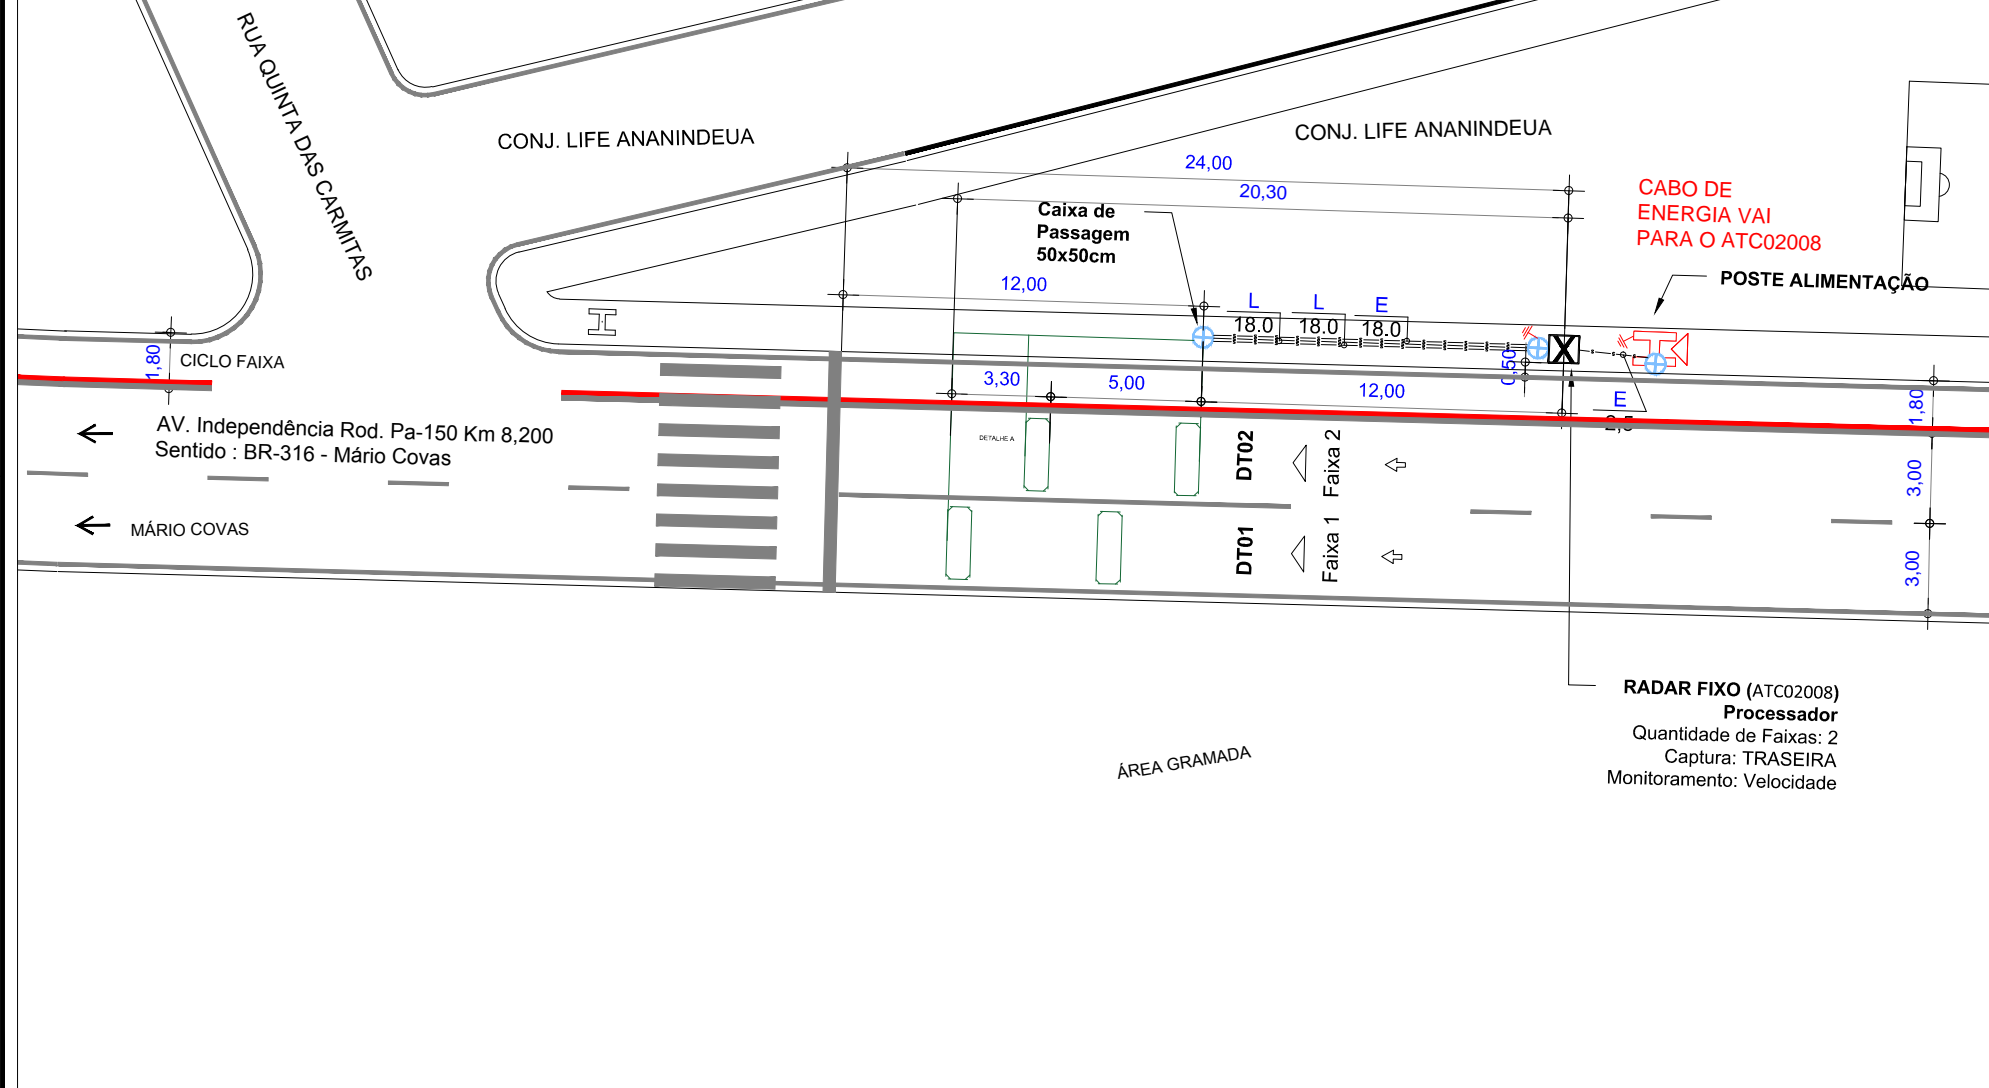 RUA QUINTA DAS CARMITAS
CONJ. LIFE ANANINDEUA
CONJ. LIFE ANANINDEUA
24,00
20,30
CABO DE
ENERGIA VAI
PARA O ATC02008
Caixa de
Passagem
50x50cm
POSTE ALIMENTAÇÃO
12,00
L
L
E
18.0
18.0
18.0
1,80
CICLO FAIXA
0,50
3,30
5,00
12,00
E
2,5
1,80
AV. Independência Rod. Pa-150 Km 8,200
Sentido : BR-316 - Mário Covas
DETALHE A
DT02
Faixa 2
3,00
MÁRIO COVAS
DT01
Faixa 1
3,00
RADAR FIXO (ATC02008)
Processador
Quantidade de Faixas: 2
Captura: TRASEIRA
Monitoramento: Velocidade
ÁREA GRAMADA